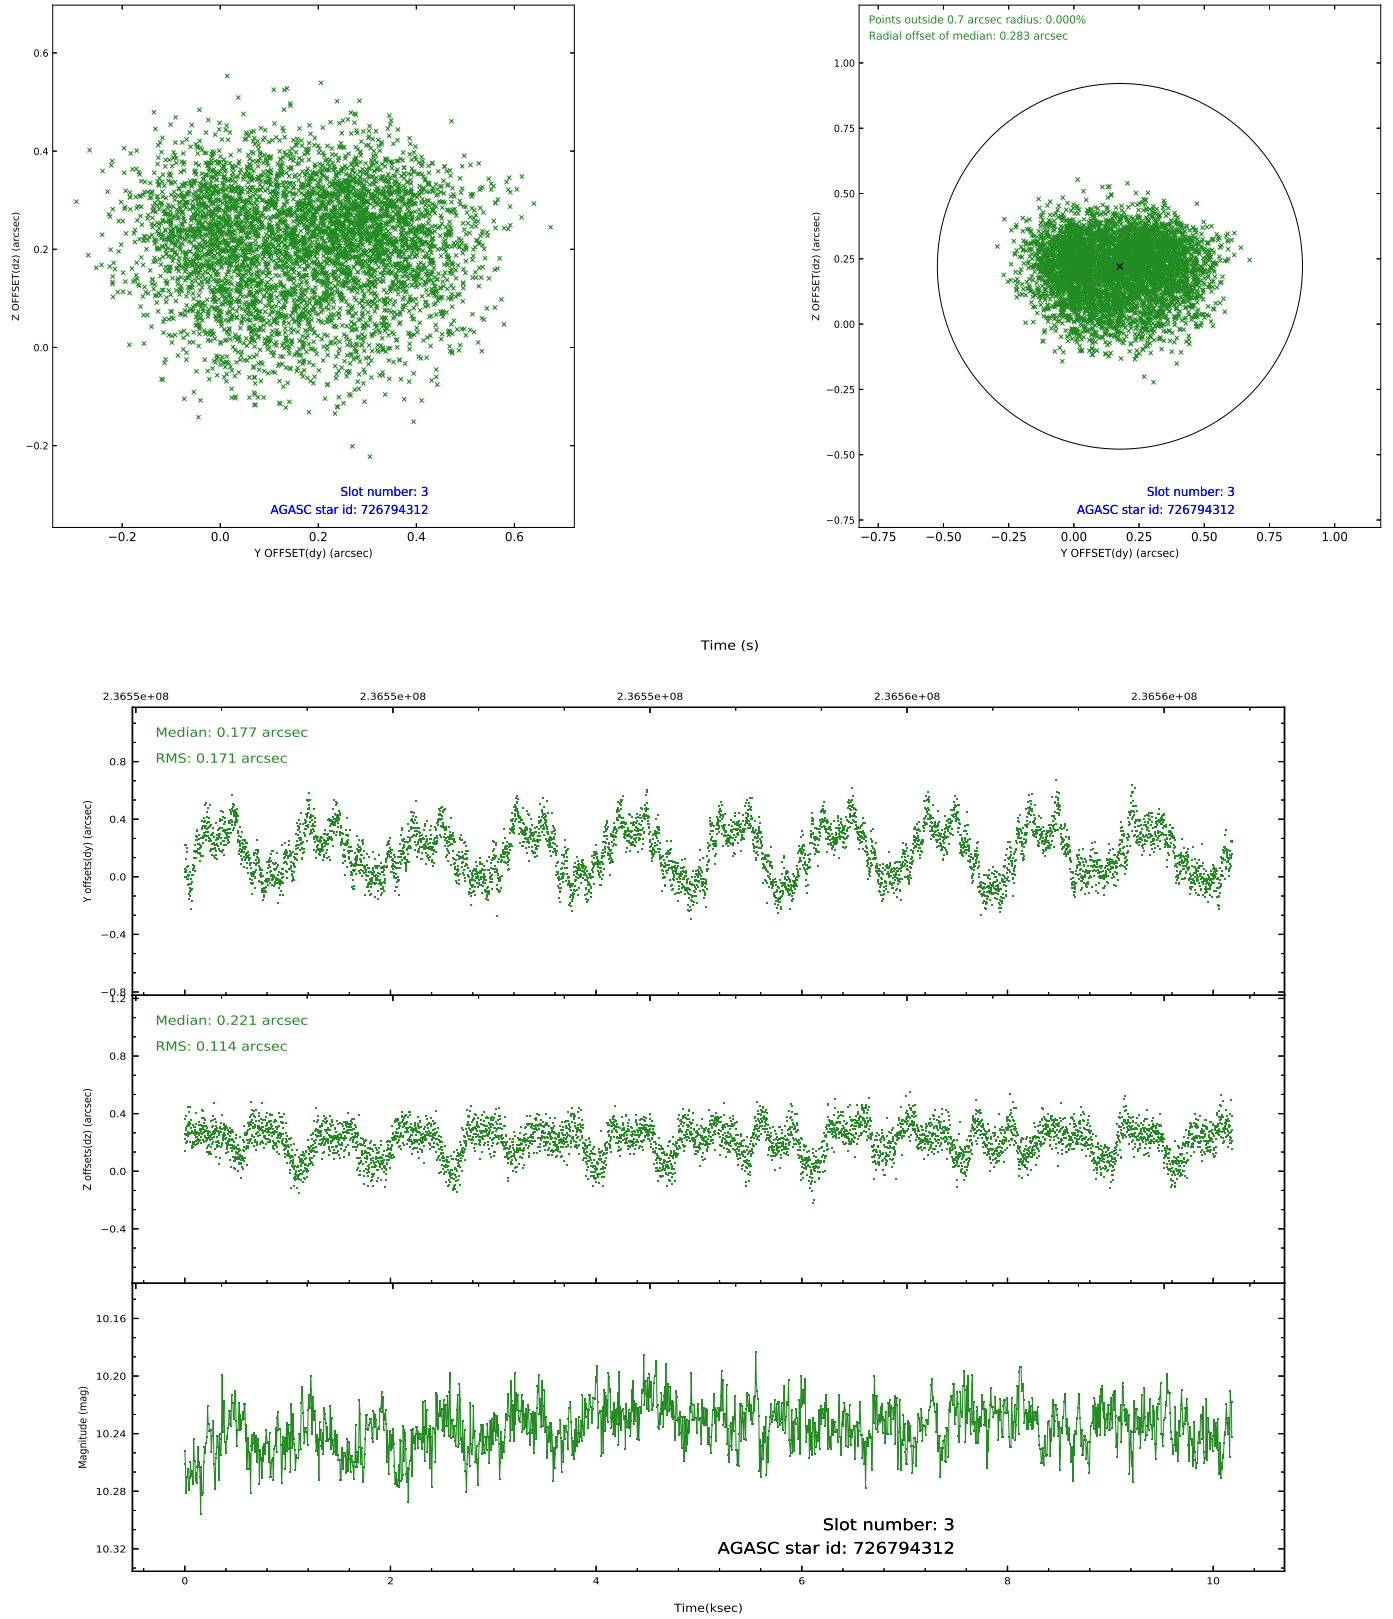 Points outside 0.7 arcsec radius: 0.000%
Radial offset of median: 0.283 arcsec
0.6
0.4
0.2
0.0
−0.2
Z OFFSET(dz) (arcsec)
Slot number: 3
AGASC star id: 726794312
−0.2 0.0 0.2 0.4 0.6
Y OFFSET(dy) (arcsec)
1.00
0.75
0.50
0.25
0.00
−0.25
−0.50
−0.75
Z OFFSET(dz) (arcsec)
Slot number: 3
AGASC star id: 726794312
−0.75 −0.50 −0.25 0.00 0.25 0.50 0.75 1.00
Y OFFSET(dy) (arcsec)
Time (s)
2.3655e+08 2.3655e+08 2.3655e+08 2.3656e+08 2.3656e+08
Median: 0.177 arcsec
RMS: 0.171 arcsec
0.8
0.4
0.0
−0.4
−0.8
Y offsets(dy) (arcsec)
Median: 0.221 arcsec
RMS: 0.114 arcsec
1.2
0.8
0.4
0.0
−0.4
Z offsets(dz) (arcsec)
10.16
10.20
10.24
10.28
10.32
Magnitude (mag)
Slot number: 3
AGASC star id: 726794312
0 2 4 6 8 10
Time(ksec)